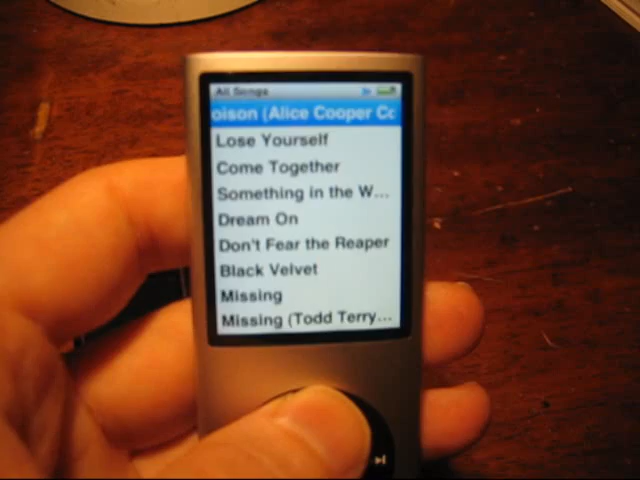 All Songs
oison (Alice Cooper Co
Lose Yourself
Come Together
Something in the W...
Dream On
Don't Fear the Reaper
Black Velvet
Missing
Missing (Todd Terry...